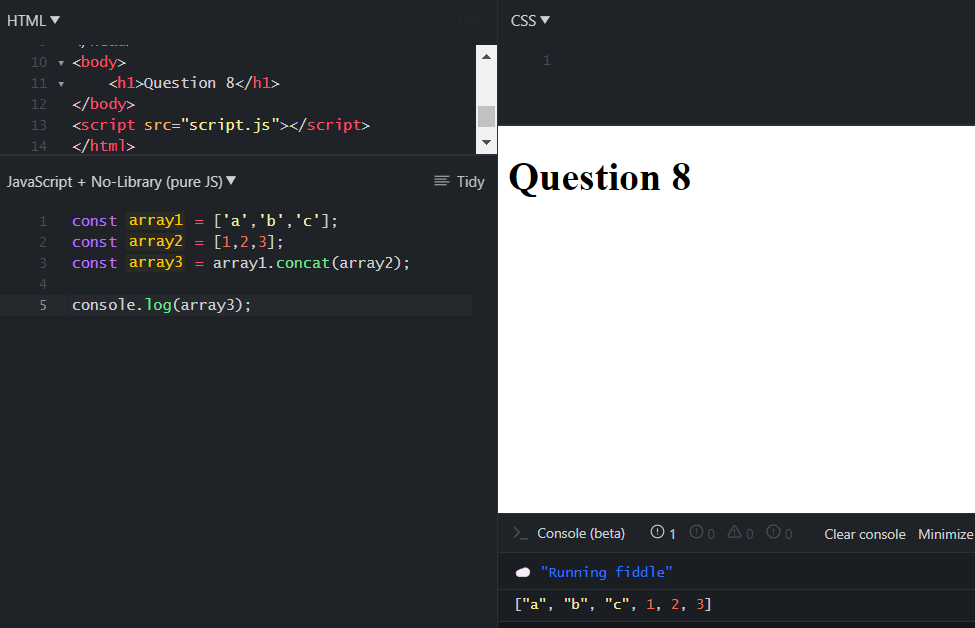 HTML ▼
10 ▾ <body>
11 ▾ <h1>Question 8</h1>
12 </body>
13 <script src="script.js"></script>
14 </html>
JavaScript + No-Library (pure JS) ▼
Tidy
1 const array1 = ['a','b','c'];
2 const array2 = [1,2,3];
3 const array3 = array1.concat(array2);
4
5 console.log(array3);
CSS ▼
1
Question 8
Console (beta)
1 0 0 0
Clear console
Minimize
"Running fiddle"
["a", "b", "c", 1, 2, 3]